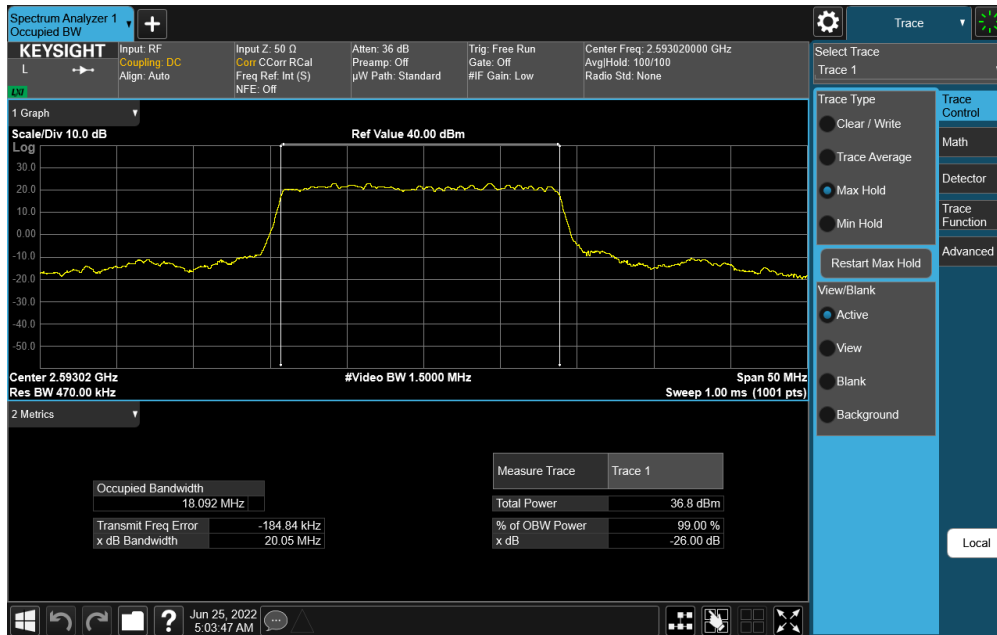 Spectrum Analyzer 1
Occupied BW
Trace
KEYSIGHT
L
LXI
Input: RF
Coupling: DC
Align: Auto
Input Z: 50 Ω
Corr CCorr RCal
Freq Ref: Int (S)
NFE: Off
Atten: 36 dB
Preamp: Off
µW Path: Standard
Trig: Free Run
Gate: Off
#IF Gain: Low
Center Freq: 2.593020000 GHz
Avg|Hold: 100/100
Radio Std: None
Select Trace
Trace 1
1 Graph
Scale/Div 10.0 dB
Ref Value 40.00 dBm
Log
30.0
20.0
10.0
0.00
-10.0
-20.0
-30.0
-40.0
-50.0
Center 2.59302 GHz
#Video BW 1.5000 MHz
Span 50 MHz
Res BW 470.00 kHz
Sweep 1.00 ms (1001 pts)
Trace Type
Clear / Write
Trace Average
Max Hold
Min Hold
Restart Max Hold
View/Blank
Active
View
Blank
Background
Trace
Control
Math
Detector
Trace
Function
Advanced
Local
2 Metrics
Occupied Bandwidth
18.092 MHz
Transmit Freq Error -184.84 kHz
x dB Bandwidth 20.05 MHz
Measure Trace Trace 1
Total Power 36.8 dBm
% of OBW Power 99.00 %
x dB -26.00 dB
?
Jun 25, 2022
5:03:47 AM